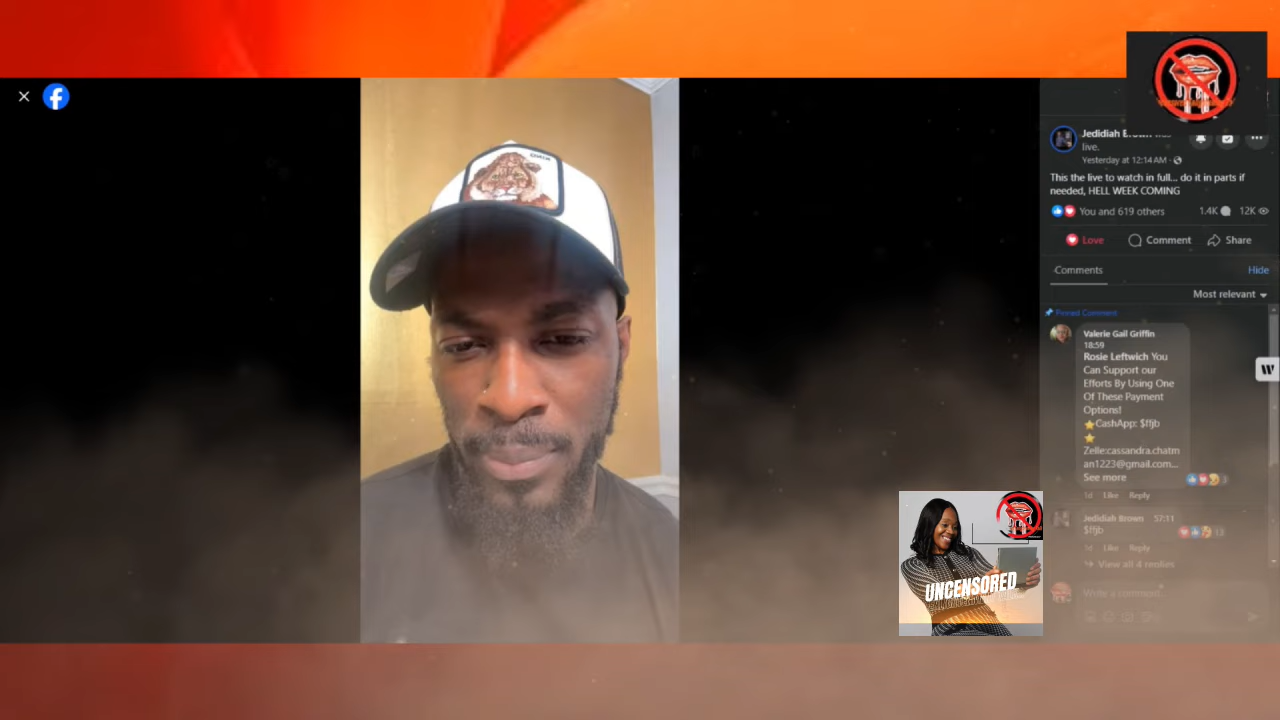 Jedidiah
live.
Yesterday at 12:14 AM ·
This the live to watch in full... do it in parts if
needed, HELL WEEK COMING
You and 619 others 1.4K 12K
Love Comment Share
Comments Hide
Most relevant
Pinned Comment
Valerie Gail Griffin
18:59
Rosie Leftwich You
Can Support our
Efforts By Using One
Of These Payment
Options!
CashApp: $ffjb
Zelle:cassandra.chatm
an1223@gmail.com...
See more
1d Like Reply
Jedidiah Brown 57:11
$ffjb
1d Like Reply
View all 4 replies
Write a comment...
W
UNCENSORED